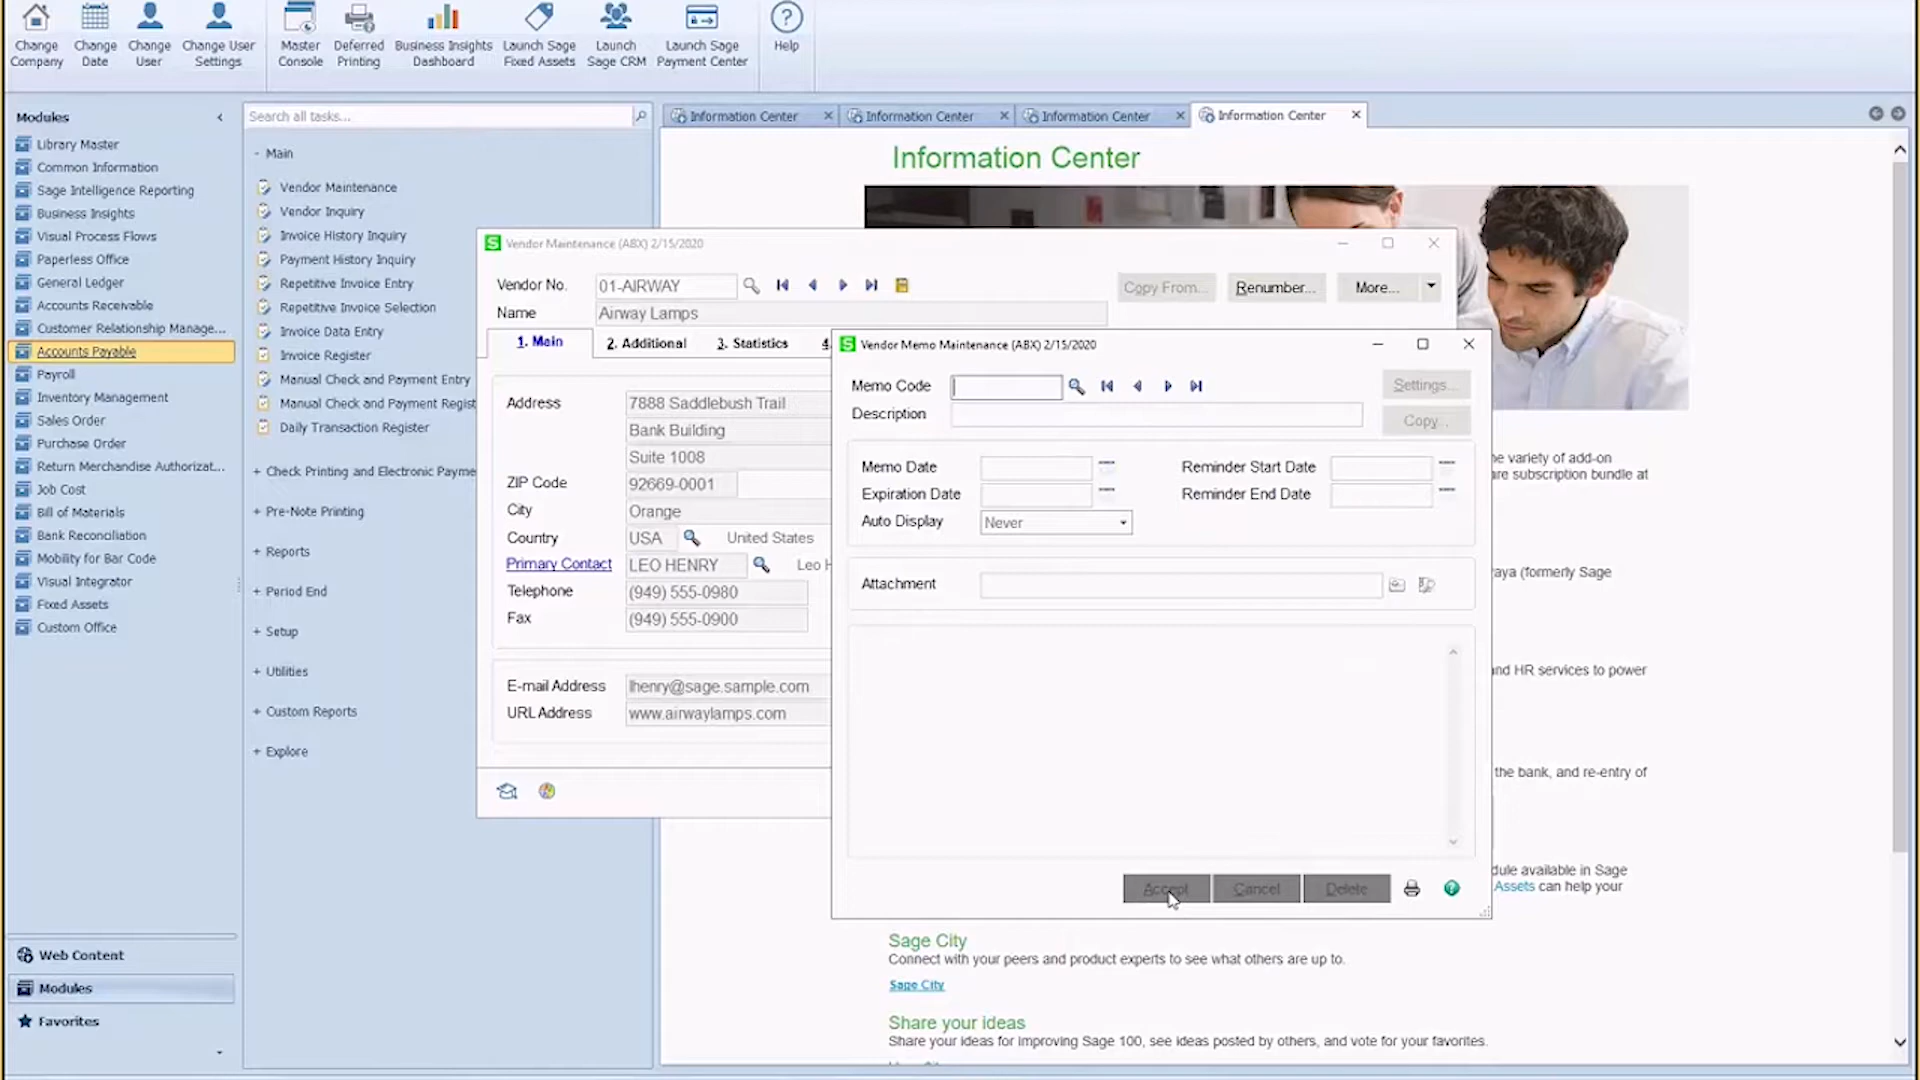 Change Company
Change Date
Change User
Change User Settings
Master Console
Deferred Printing
Business Insights Dashboard
Launch Sage Fixed Assets
Launch Sage CRM
Launch Sage Payment Center
Help
Modules
Library Master
Common Information
Sage Intelligence Reporting
Business Insights
Visual Process Flows
Paperless Office
General Ledger
Accounts Receivable
Customer Relationship Manage...
Accounts Payable
Payroll
Inventory Management
Sales Order
Purchase Order
Return Merchandise Authorizat...
Job Cost
Bill of Materials
Bank Reconciliation
Mobility for Bar Code
Visual Integrator
Fixed Assets
Custom Office
Web Content
Modules
Favorites
Search all tasks...
- Main
Vendor Maintenance
Vendor Inquiry
Invoice History Inquiry
Payment History Inquiry
Repetitive Invoice Entry
Repetitive Invoice Selection
Invoice Data Entry
Invoice Register
Manual Check and Payment Entry
Manual Check and Payment Regist
Daily Transaction Register
+ Check Printing and Electronic Payme
+ Pre-Note Printing
+ Reports
+ Period End
+ Setup
+ Utilities
+ Custom Reports
+ Explore
Information Center
Information Center
Information Center
Information Center
Information Center
Vendor Maintenance (ABX) 2/15/2020
Vendor No. 01-AIRWAY
Copy From... Renumber... More...
Name Airway Lamps
1. Main 2. Additional 3. Statistics 4
Address 7888 Saddlebush Trail
Bank Building
Suite 1008
ZIP Code 92669-0001
City Orange
Country USA United States
Primary Contact LEO HENRY Leo H
Telephone (949) 555-0980
Fax (949) 555-0900
E-mail Address lhenry@sage.sample.com
URL Address www.airwaylamps.com
Vendor Memo Maintenance (ABX) 2/15/2020
Memo Code Settings...
Description Copy...
Memo Date Reminder Start Date
Expiration Date Reminder End Date
Auto Display Never
Attachment
Accept Cancel Delete
he variety of add-on
are subscription bundle at
raya (formerly Sage
and HR services to power
the bank, and re-entry of
dule available in Sage
Assets can help your
Sage City
Connect with your peers and product experts to see what others are up to.
Sage City
Share your ideas
Share your ideas for improving Sage 100, see ideas posted by others, and vote for your favorites.